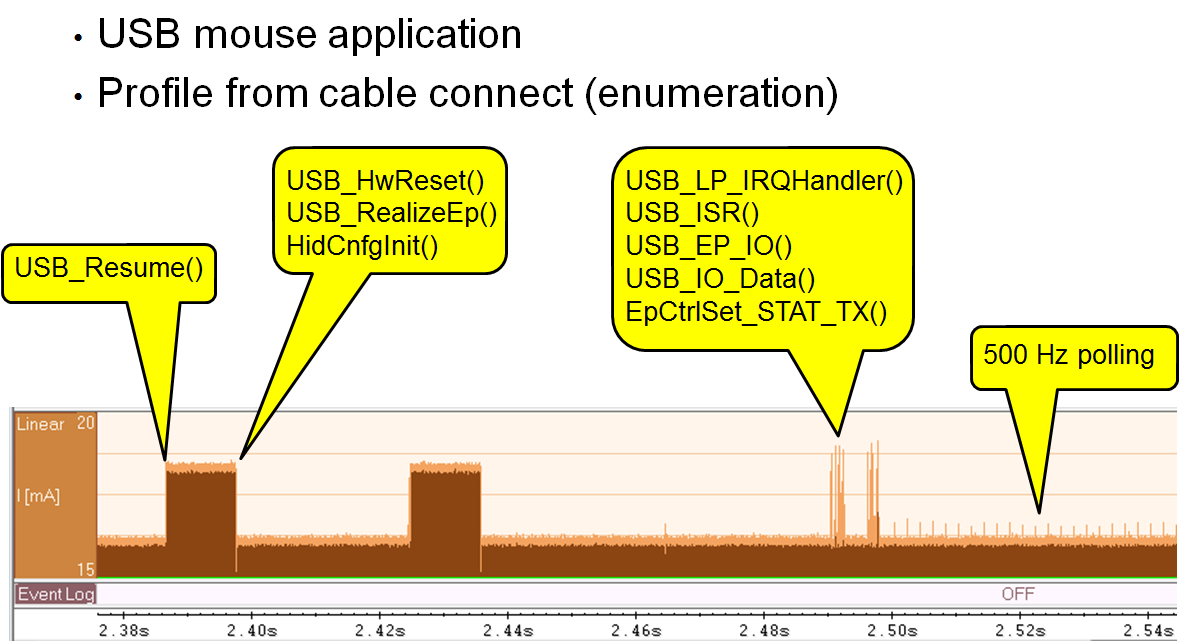 • USB mouse application
• Profile from cable connect (enumeration)
USB_Resume()
USB_HwReset()
USB_RealizeEp()
HidCnfgInit()
USB_LP_IRQHandler()
USB_ISR()
USB_EP_IO()
USB_IO_Data()
EpCtrlSet_STAT_TX()
500 Hz polling
Linear 20
I [mA]
15
Event Log OFF
2.38s 2.40s 2.42s 2.44s 2.46s 2.48s 2.50s 2.52s 2.54s